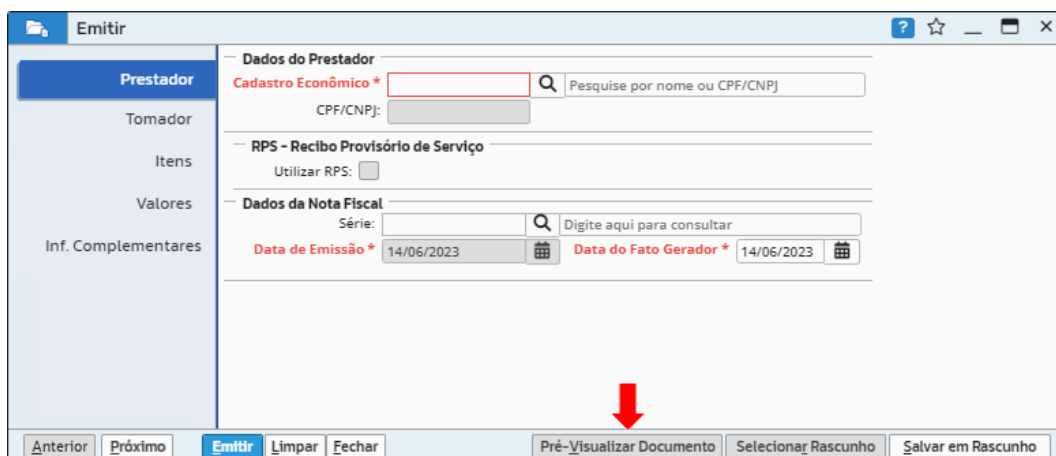 Emitir
?
Prestador
Tomador
Itens
Valores
Inf. Complementares
Dados do Prestador
Cadastro Econômico * Pesquise por nome ou CPF/CNPJ
CPF/CNPJ:
RPS - Recibo Provisório de Serviço
Utilizar RPS:
Dados da Nota Fiscal
Série: Digite aqui para consultar
Data de Emissão * 14/06/2023 Data do Fato Gerador * 14/06/2023
Anterior Próximo Emitir Limpar Fechar Pré-Visualizar Documento Selecionar Rascunho Salvar em Rascunho